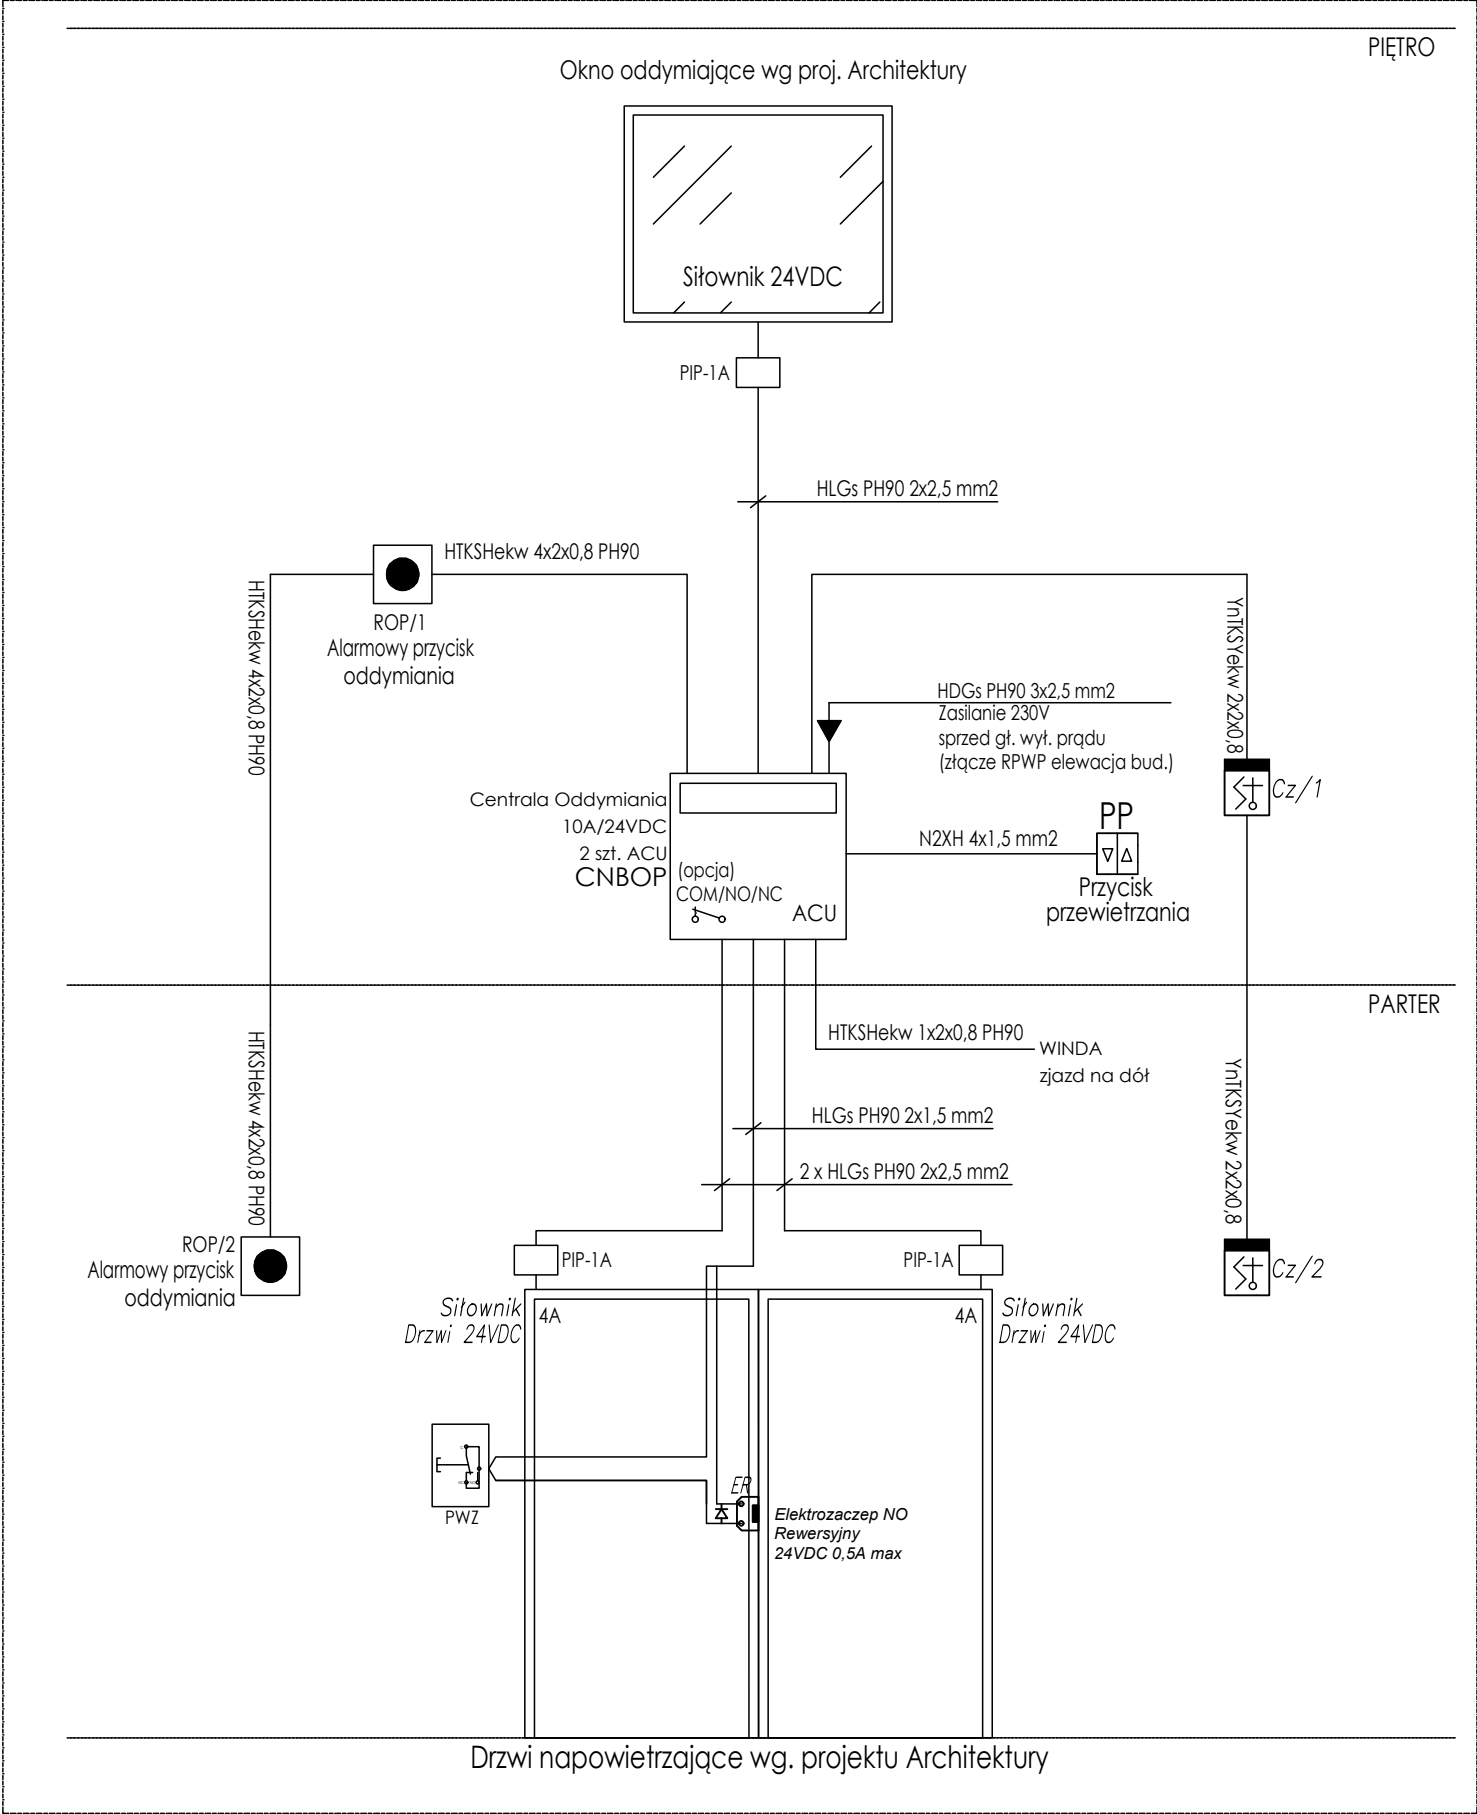 PIĘTRO
Okno oddymiające wg proj. Architektury
Siłownik 24VDC
PIP-1A
HLGs PH90 2x2,5 mm2
HTKSHekw 4x2x0,8 PH90
HTKSHekw 4x2x0,8 PH90
ROP/1
Alarmowy przycisk
oddymiania
YnTKSYekw 2x2x0,8
HDGs PH90 3x2,5 mm2
Zasilanie 230V
sprzed gł. wył. prądu
(złącze RPWP elewacja bud.)
Cz/1
Centrala Oddymiania
10A/24VDC
2 szt. ACU
CNBOP
(opcja)
COM/NO/NC
ACU
N2XH 4x1,5 mm2
PP
Przycisk
przewietrzania
PARTER
HTKSHekw 4x2x0,8 PH90
HTKSHekw 1x2x0,8 PH90
WINDA
zjazd na dół
YnTKSYekw 2x2x0,8
HLGs PH90 2x1,5 mm2
2 x HLGs PH90 2x2,5 mm2
ROP/2
Alarmowy przycisk
oddymiania
PIP-1A
PIP-1A
Cz/2
Siłownik
Drzwi 24VDC
4A
4A
Siłownik
Drzwi 24VDC
PWZ
ER
Elektrozaczep NO
Rewersyjny
24VDC 0,5A max
Drzwi napowietrzające wg. projektu Architektury